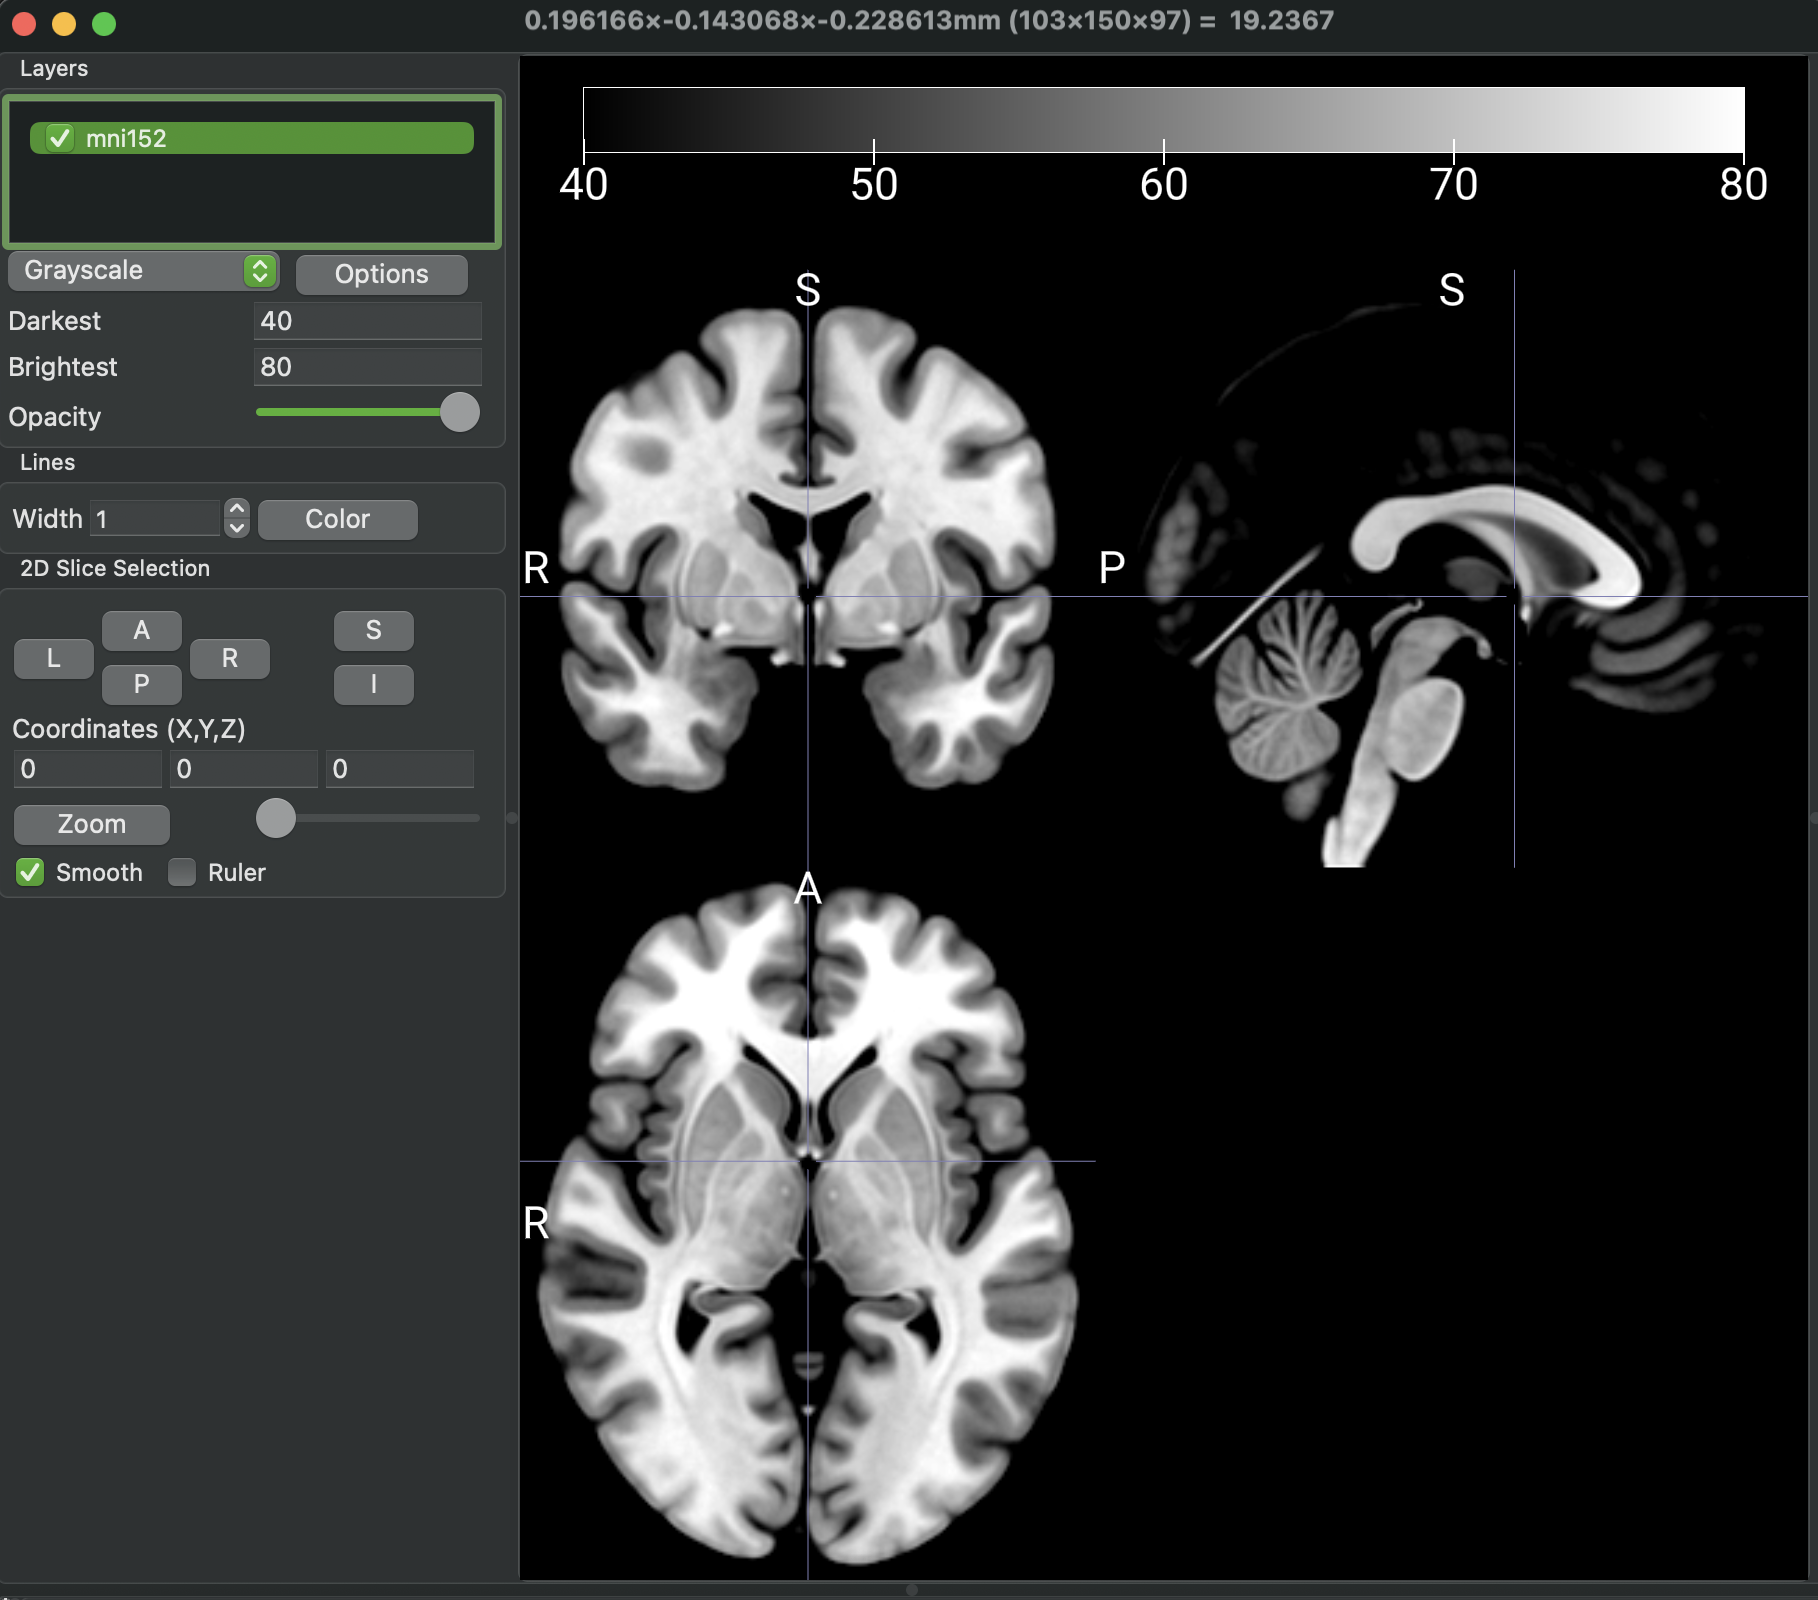 0.196166×-0.143068×-0.228613mm (103×150×97) = 19.2367
Layers
mni152
Grayscale
Options
Darkest
40
Brightest
80
Opacity
Lines
Width
1
Color
2D Slice Selection
A
S
L
R
P
I
Coordinates (X,Y,Z)
0
0
0
Zoom
Smooth
Ruler
40
50
60
70
80
S
S
R
P
A
R